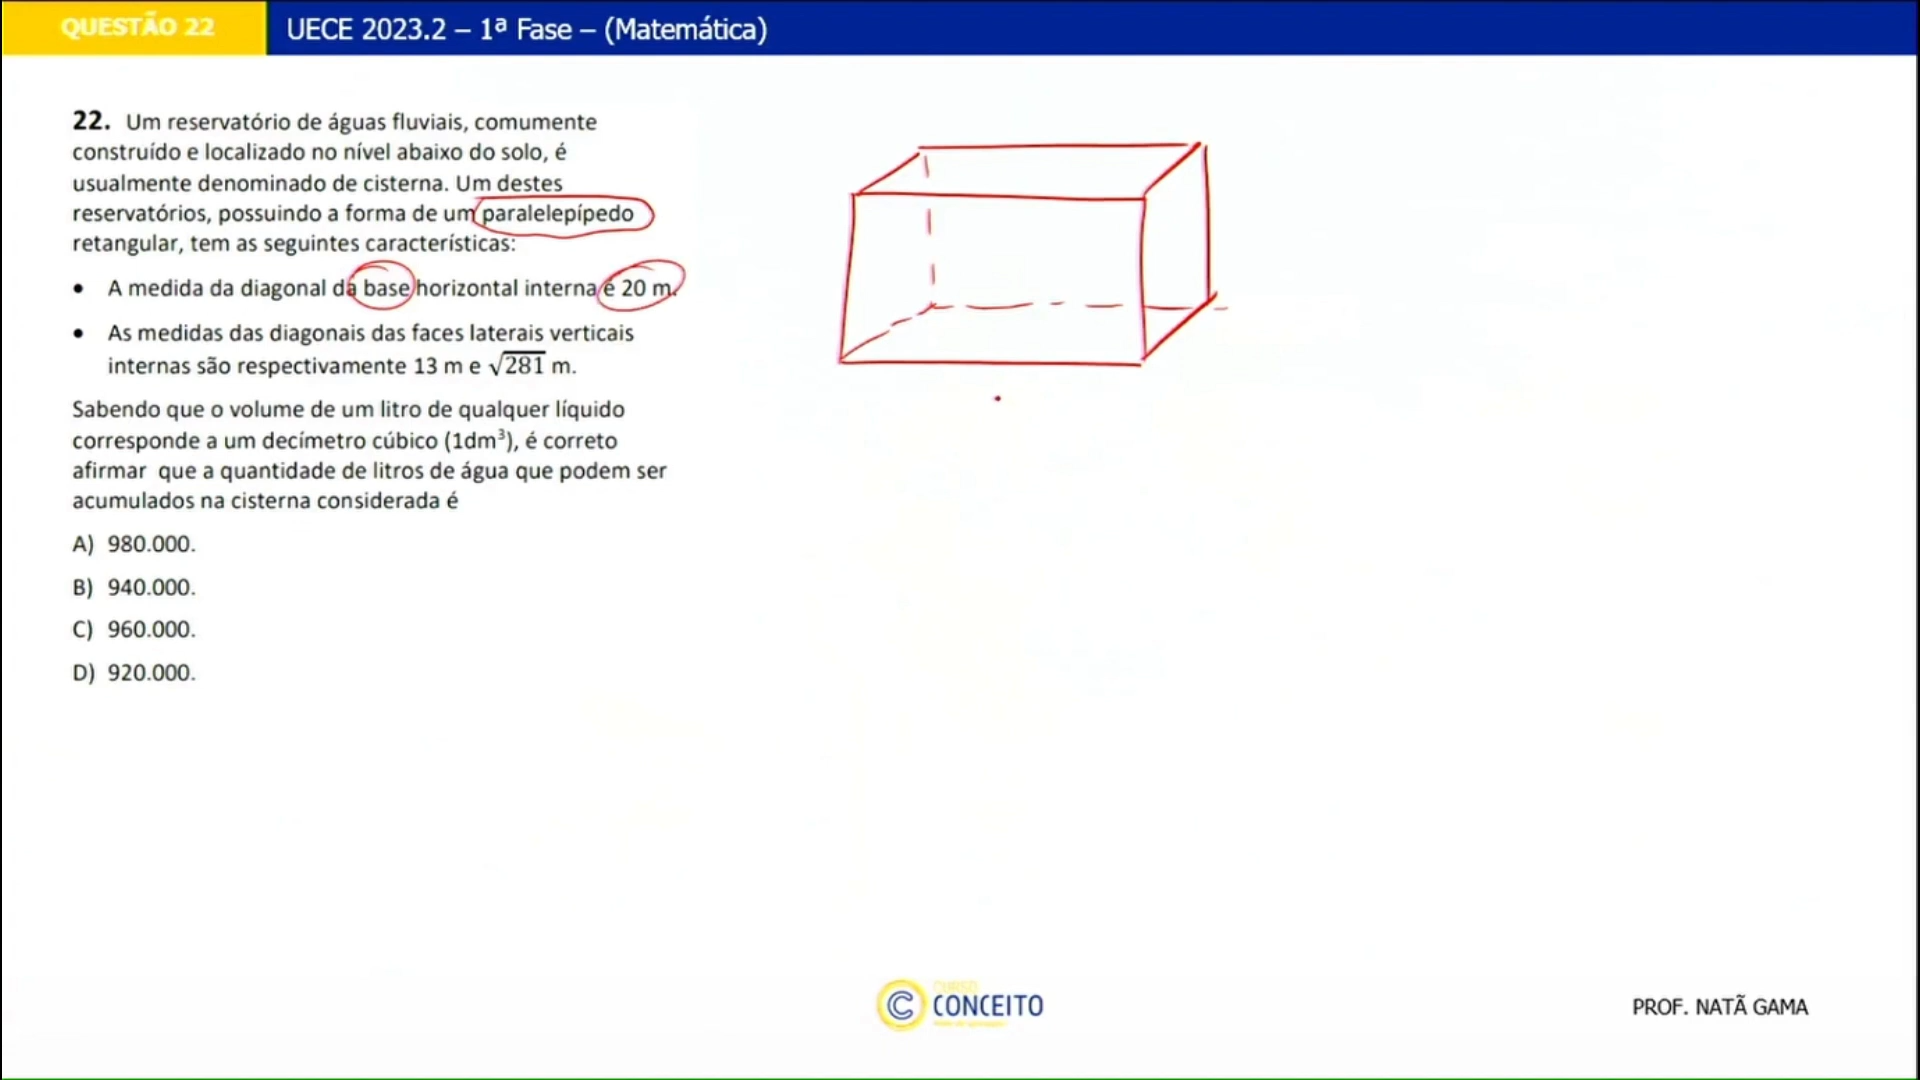 QUESTÃO 22
UECE 2023.2 – 1ª Fase – (Matemática)
22. Um reservatório de águas fluviais, comumente
construído e localizado no nível abaixo do solo, é
usualmente denominado de cisterna. Um destes
reservatórios, possuindo a forma de um paralelepípedo
retangular, tem as seguintes características:
• A medida da diagonal da base horizontal interna é 20 m.
• As medidas das diagonais das faces laterais verticais
internas são respectivamente 13 m e √281 m.
Sabendo que o volume de um litro de qualquer líquido
corresponde a um decímetro cúbico (1dm³), é correto
afirmar que a quantidade de litros de água que podem ser
acumulados na cisterna considerada é
A) 980.000.
B) 940.000.
C) 960.000.
D) 920.000.
CURSO
CONCEITO
PROF. NATÃ GAMA